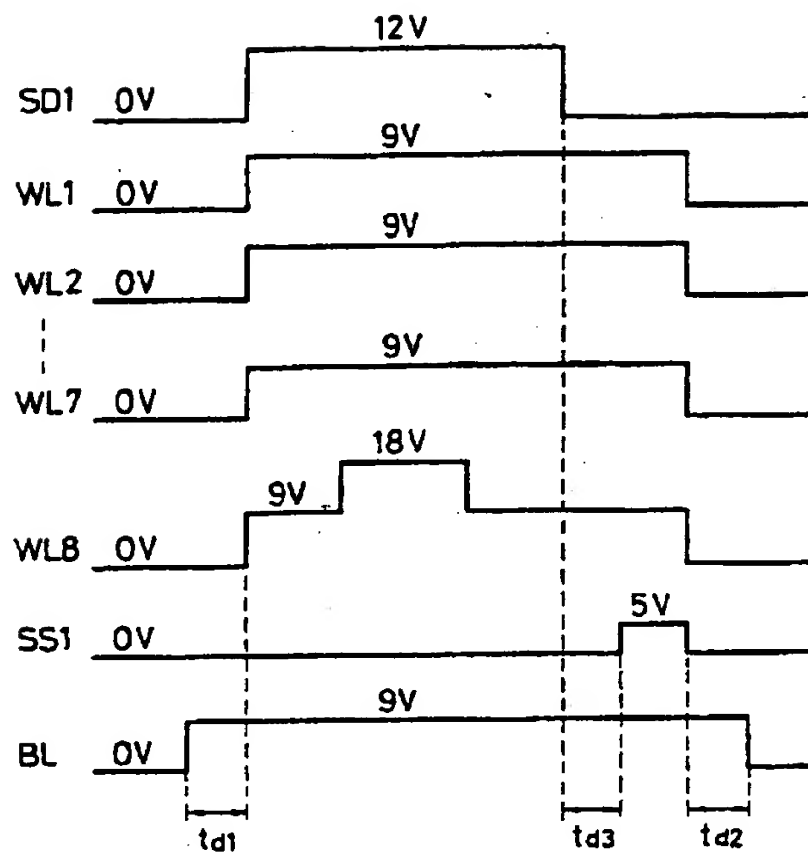 12V
SD1 0V
9V
WL1 0V
9V
WL2 0V
9V
WL7 0V
18V
9V
WL8 0V
5V
SS1 0V
9V
BL 0V
td1 td3 td2